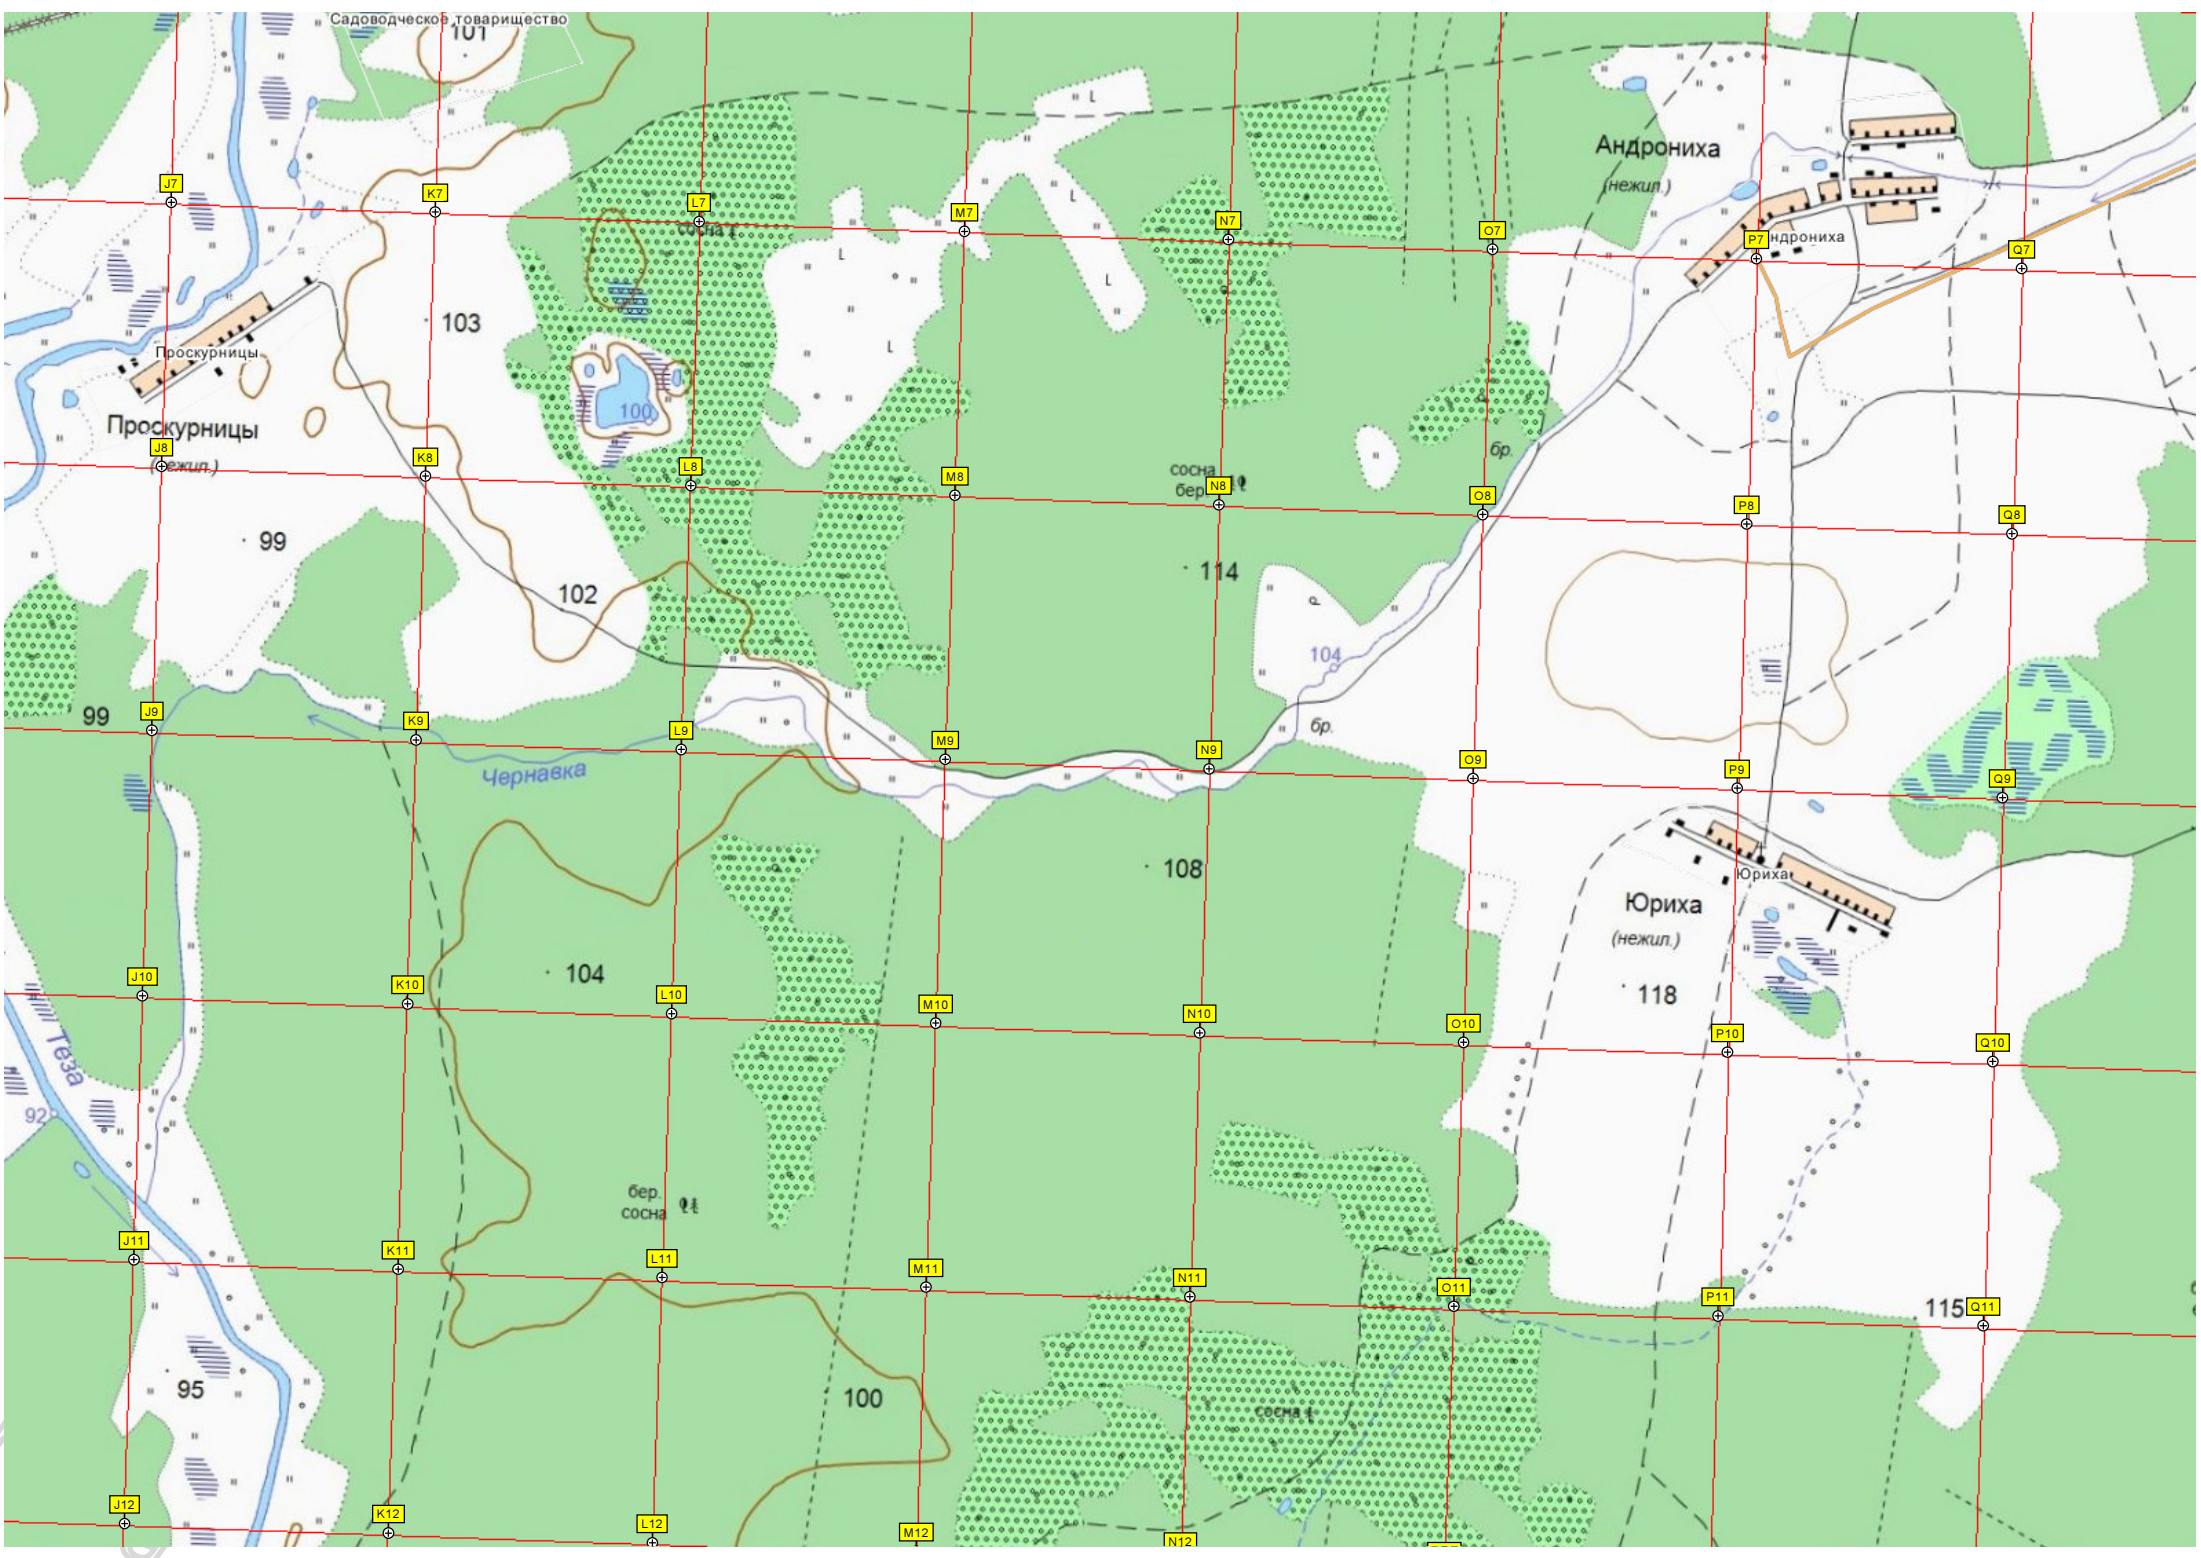 Садоводческое товарищество
101
Андрониха
(нежил.)
J7
K7
L7
сосна
M7
N7
O7
P7
ндрониха
Q7
103
Проскурницы
100
Проскурницы
J8
(нежил.)
K8
L8
M8
сосна
бер.
N8
бр.
O8
P8
Q8
99
102
114
104
99
J9
K9
L9
M9
N9
бр.
O9
P9
Q9
Чернавка
108
Юриха
Юриха
(нежил.)
104
118
J10
K10
L10
M10
N10
O10
P10
Q10
Теза
92
бер.
сосна
J11
K11
L11
M11
N11
O11
P11
115
Q11
95
100
сосна
J12
K12
L12
M12
N12